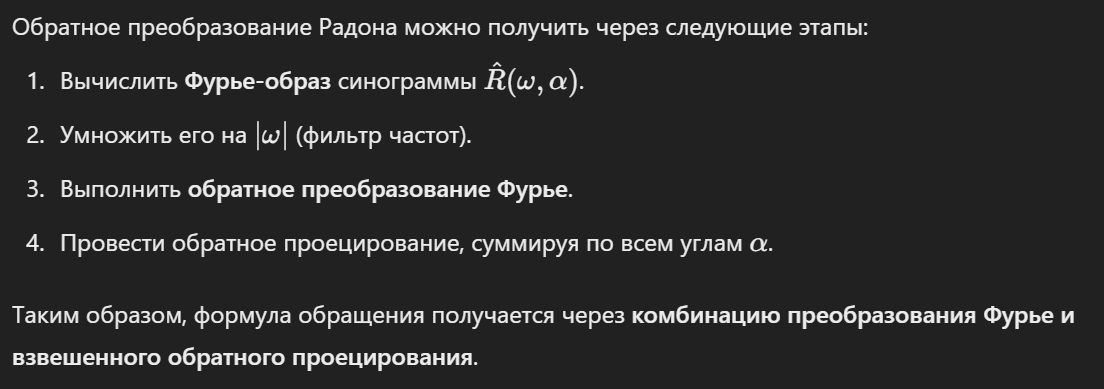 Обратное преобразование Радона можно получить через следующие этапы:
1. Вычислить Фурье-образ синограммы R̂(ω, α).
2. Умножить его на |ω| (фильтр частот).
3. Выполнить обратное преобразование Фурье.
4. Провести обратное проецирование, суммируя по всем углам α.
Таким образом, формула обращения получается через комбинацию преобразования Фурье и
взвешенного обратного проецирования.